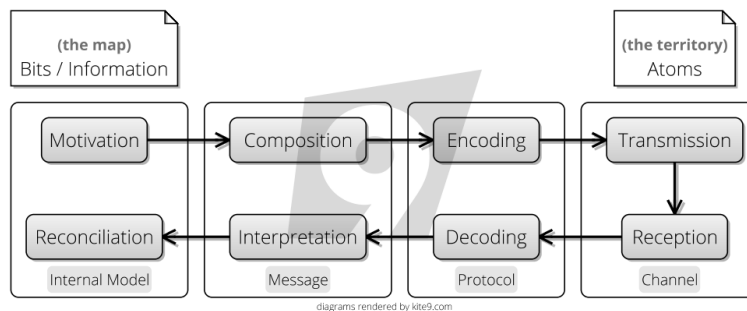 (the map)
Bits / Information
(the territory)
Atoms
Motivation
Composition
Encoding
Transmission
Reconciliation
Interpretation
Decoding
Reception
Internal Model
Message
Protocol
Channel
diagrams rendered by kite9.com